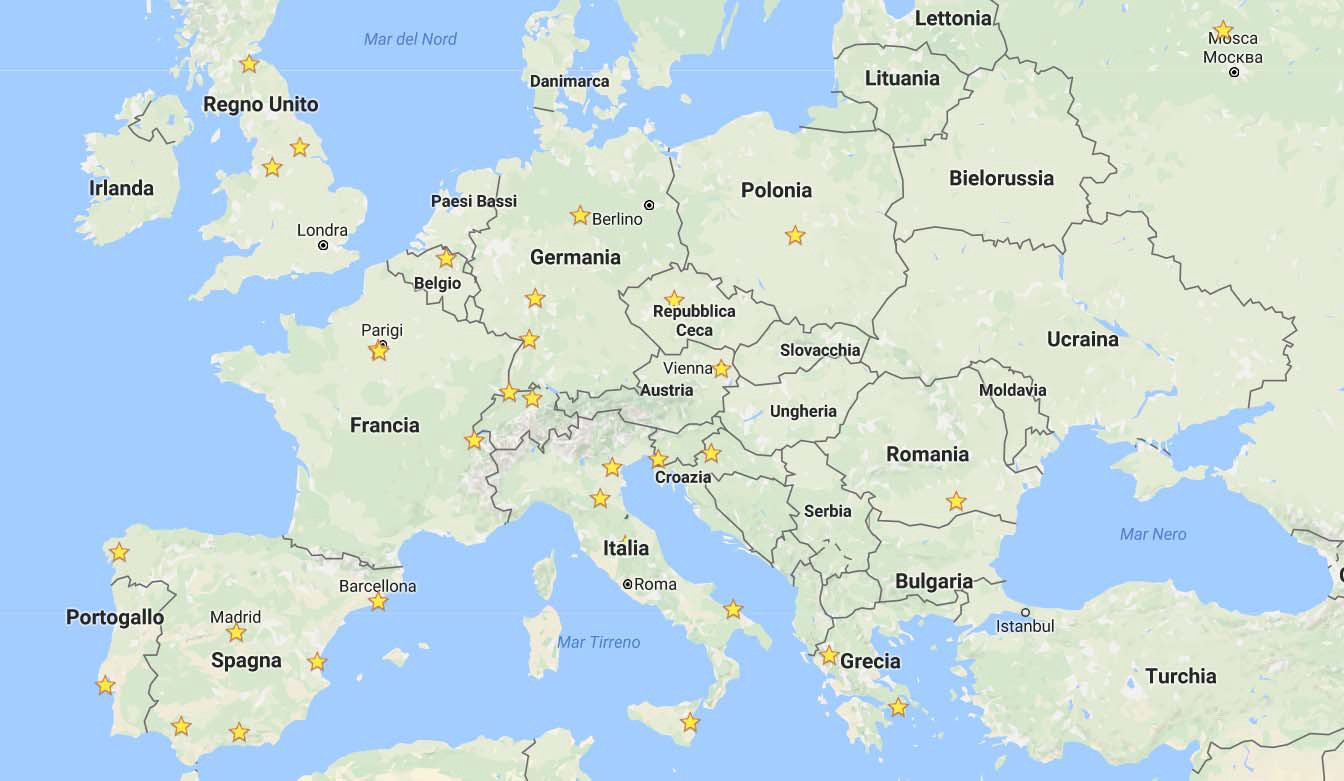 Lettonia
Mosca
Москва
Mar del Nord
Danimarca
Lituania
Regno Unito
Irlanda
Bielorussia
Polonia
Paesi Bassi
Berlino
Londra
Germania
Belgio
Repubblica
Ceca
Parigi
Ucraina
Slovacchia
Vienna
Austria
Moldavia
Ungheria
Francia
Romania
Croazia
Serbia
Mar Nero
Italia
Bulgaria
Roma
Barcellona
Portogallo
Madrid
Istanbul
Mar Tirreno
Spagna
Grecia
Turchia